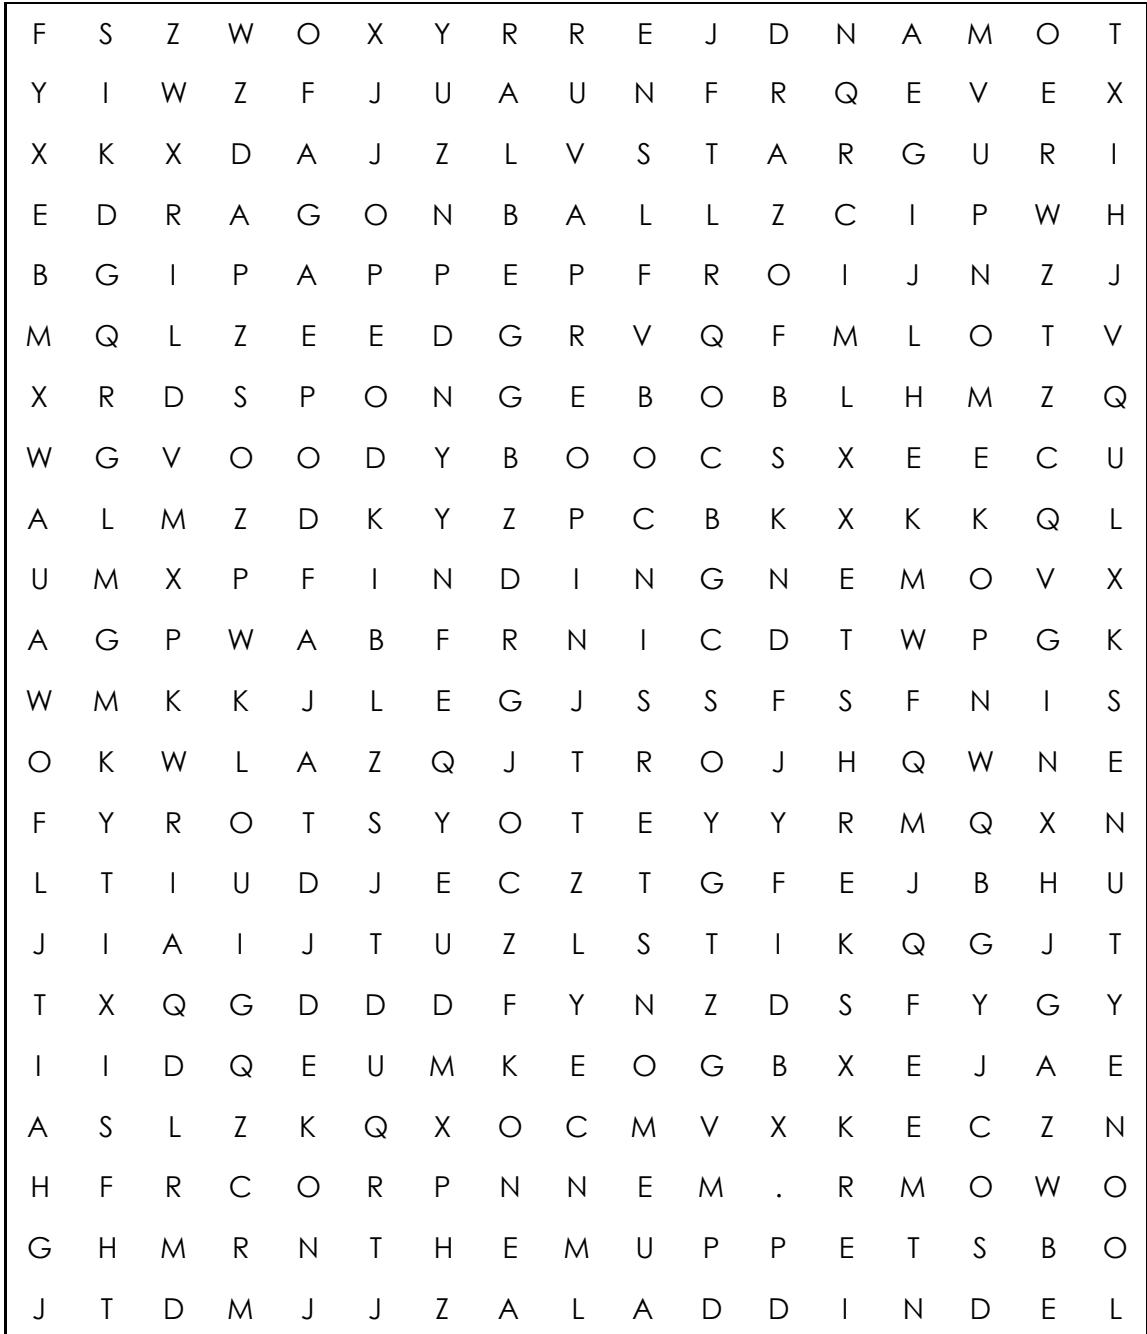 F S Z W O X Y R R E J D N A M O T
Y I W Z F J U A U N F R Q E V E X
X K X D A J Z L V S T A R G U R I
E D R A G O N B A L L Z C I P W H
B G I P A P P E P F R O I J N Z J
M Q L Z E E D G R V Q F M L O T V
X R D S P O N G E B O B L H M Z Q
W G V O O D Y B O O C S X E E C U
A L M Z D K Y Z P C B K X K K Q L
U M X P F I N D I N G N E M O V X
A G P W A B F R N I C D T W P G K
W M K K J L E G J S S F S F N I S
O K W L A Z Q J T R O J H Q W N E
F Y R O T S Y O T E Y Y R M Q X N
L T I U D J E C Z T G F E J B H U
J I A I J T U Z L S T I K Q G J T
T X Q G D D D F Y N Z D S F Y G Y
I I D Q E U M K E O G B X E J A E
A S L Z K Q X O C M V X K E C Z N
H F R C O R P N N E M . R M O W O
G H M R N T H E M U P P E T S B O
J T D M J J Z A L A D D I N D E L